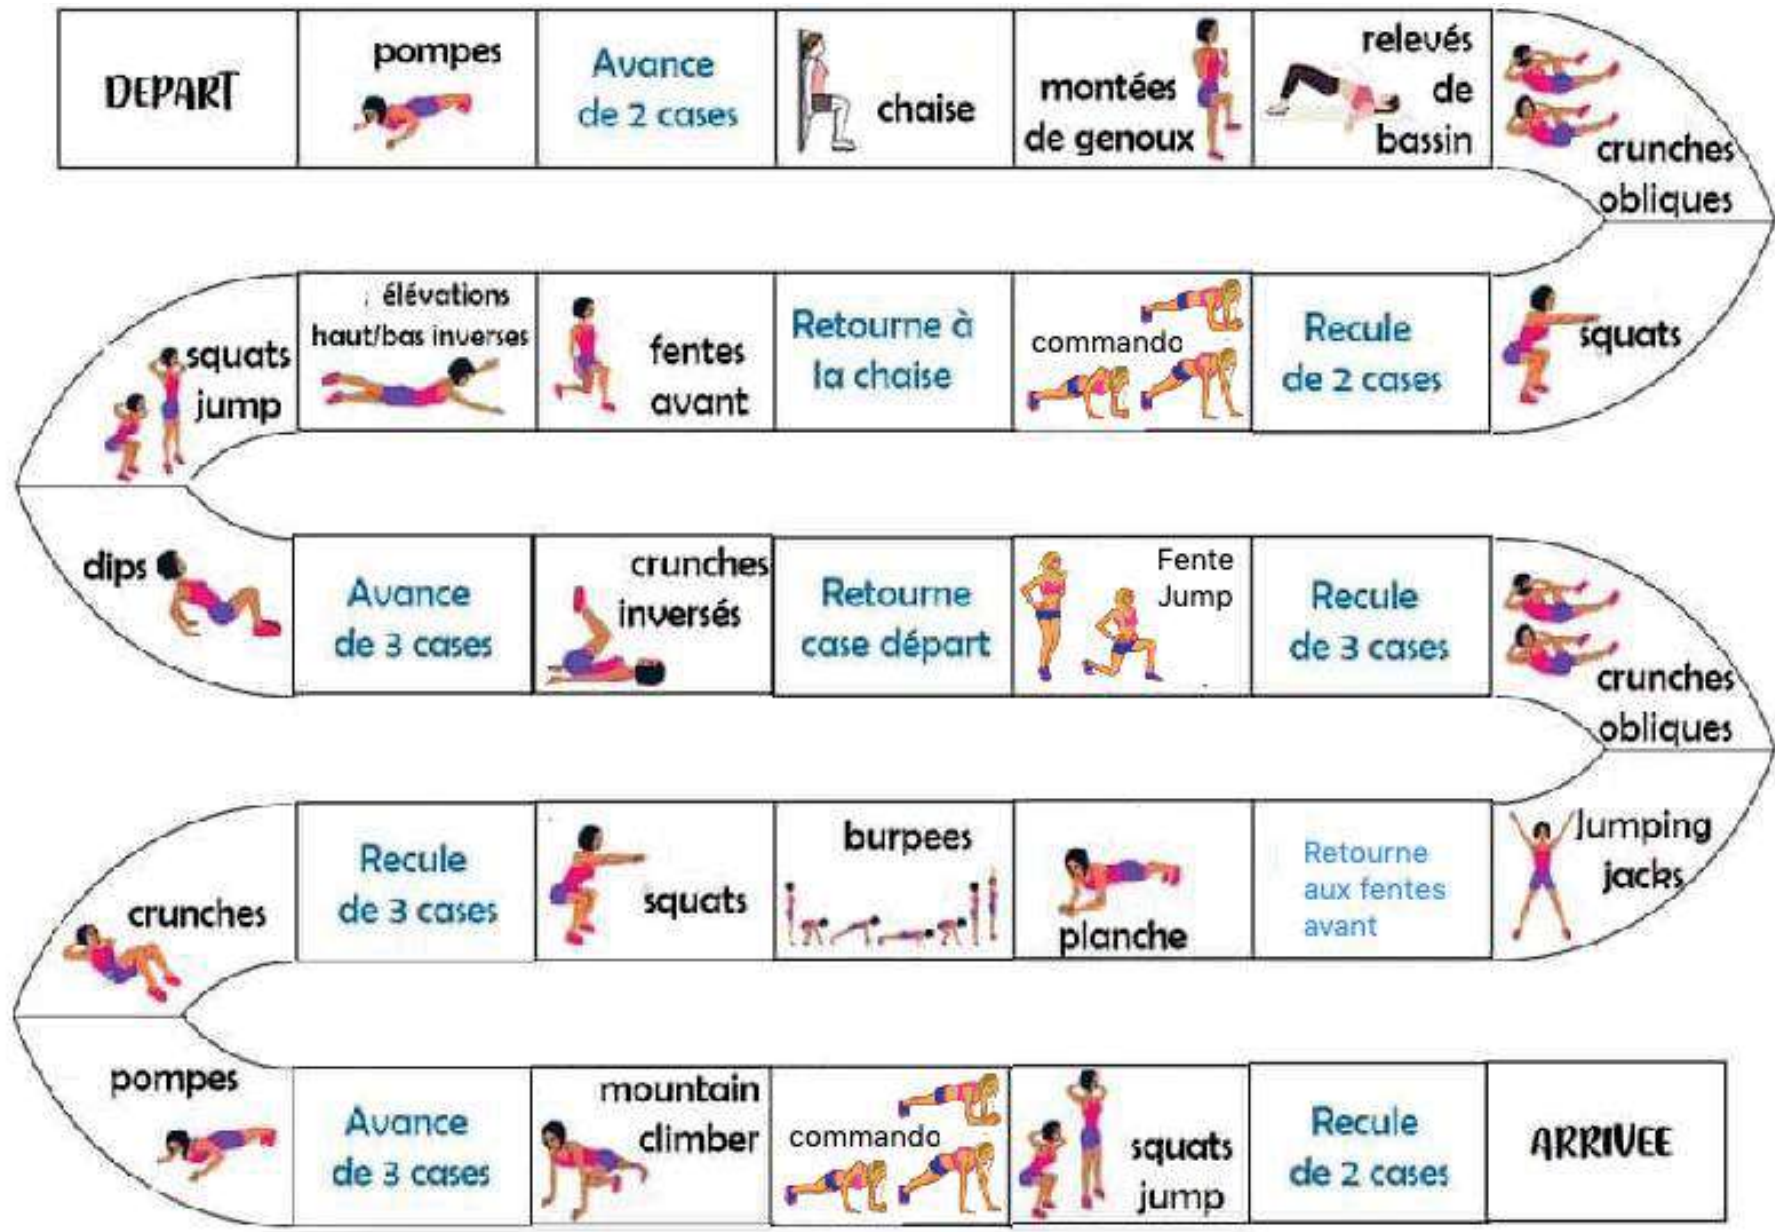 DEPART
pompes
Avance
de 2 cases
chaise
montées
de genoux
relevés
de
bassin
crunches
obliques
squats
Recule
de 2 cases
commando
Retourne à
la chaise
fentes
avant
; élévations
haut/bas inverses
squats
jump
dips
Avance
de 3 cases
crunches
inversés
Retourne
case départ
Fente
Jump
Recule
de 3 cases
crunches
obliques
Jumping
jacks
Retourne
aux fentes
avant
planche
burpees
squats
Recule
de 3 cases
crunches
pompes
Avance
de 3 cases
mountain
climber
commando
squats
jump
Recule
de 2 cases
ARRIVEE